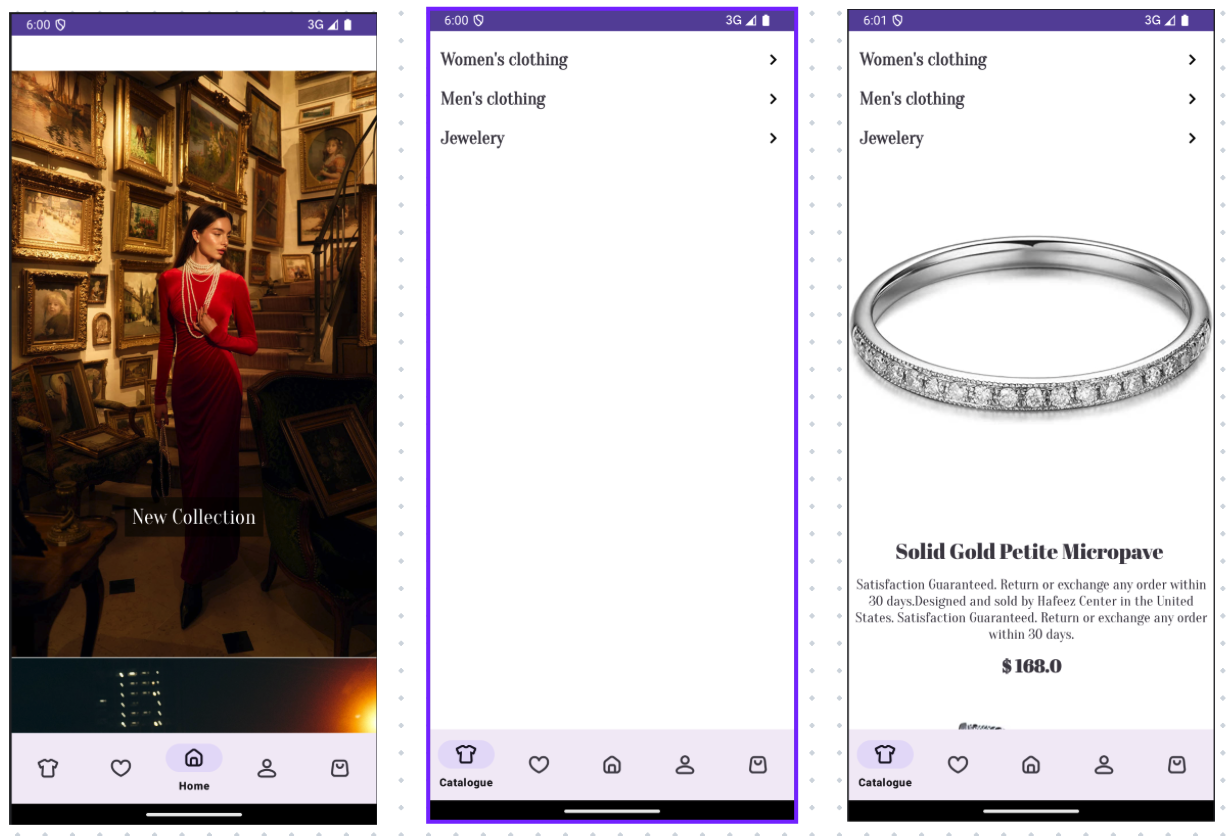 6:00
3G
New Collection
Home
6:00
3G
Women's clothing
Men's clothing
Jewelery
Catalogue
6:01
3G
Women's clothing
Men's clothing
Jewelery
Solid Gold Petite Micropave
Satisfaction Guaranteed. Return or exchange any order within
30 days.Designed and sold by Hafeez Center in the United
States. Satisfaction Guaranteed. Return or exchange any order
within 30 days.
$ 168.0
Catalogue